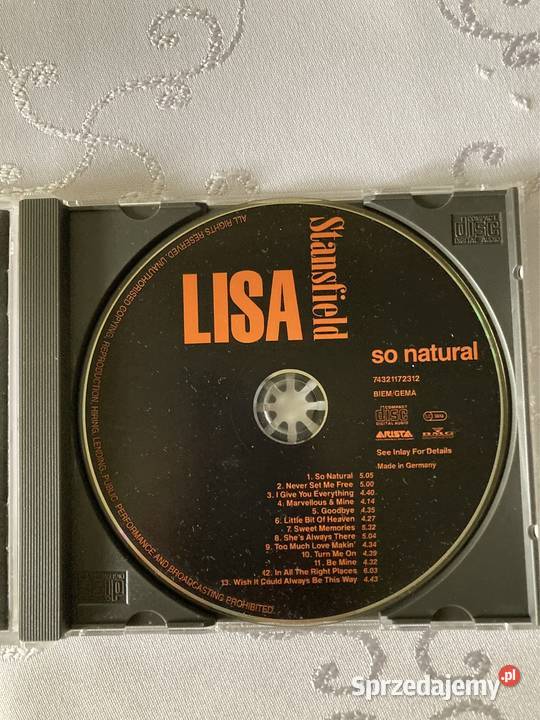 LISA
Stansfield
so natural
74321172312
BIEM/GEMA
COMPACT
disc
DIGITAL AUDIO
ARISTA
BMG
See Inlay For Details
Made in Germany
1. So Natural 5.05
2. Never Set Me Free 5.00
3. I Give You Everything 4.40
4. Marvellous & Mine 4.14
5. Goodbye 4.35
6. Little Bit Of Heaven 4.27
7. Sweet Memories 5.32
8. She's Always There 5.04
9. Too Much Love Makin' 4.34
10. Turn Me On 4.39
11. Be Mine 4.32
12. In All The Right Places 6.03
13. Wish It Could Always Be This Way 4.43
ALL RIGHTS RESERVED. UNAUTHORISED COPYING, REPRODUCTION, HIRING, LENDING, PUBLIC PERFORMANCE AND BROADCASTING PROHIBITED.
COMPACT
disc
DIGITAL AUDIO
Sprzedajemy.pl